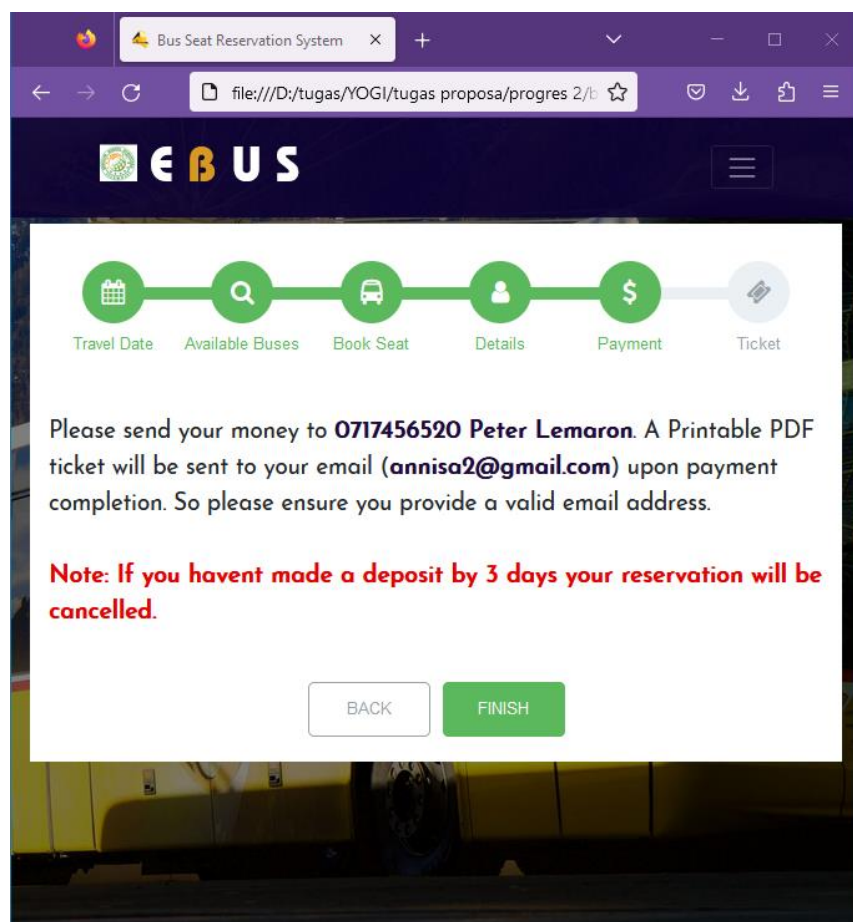 Bus Seat Reservation System
file:///D:/tugas/YOGI/tugas proposa/progres 2/b
EBUS
Travel Date Available Buses Book Seat Details Payment Ticket
Please send your money to 0717456520 Peter Lemaron. A Printable PDF
ticket will be sent to your email (annisa2@gmail.com) upon payment
completion. So please ensure you provide a valid email address.
Note: If you havent made a deposit by 3 days your reservation will be
cancelled.
BACK FINISH